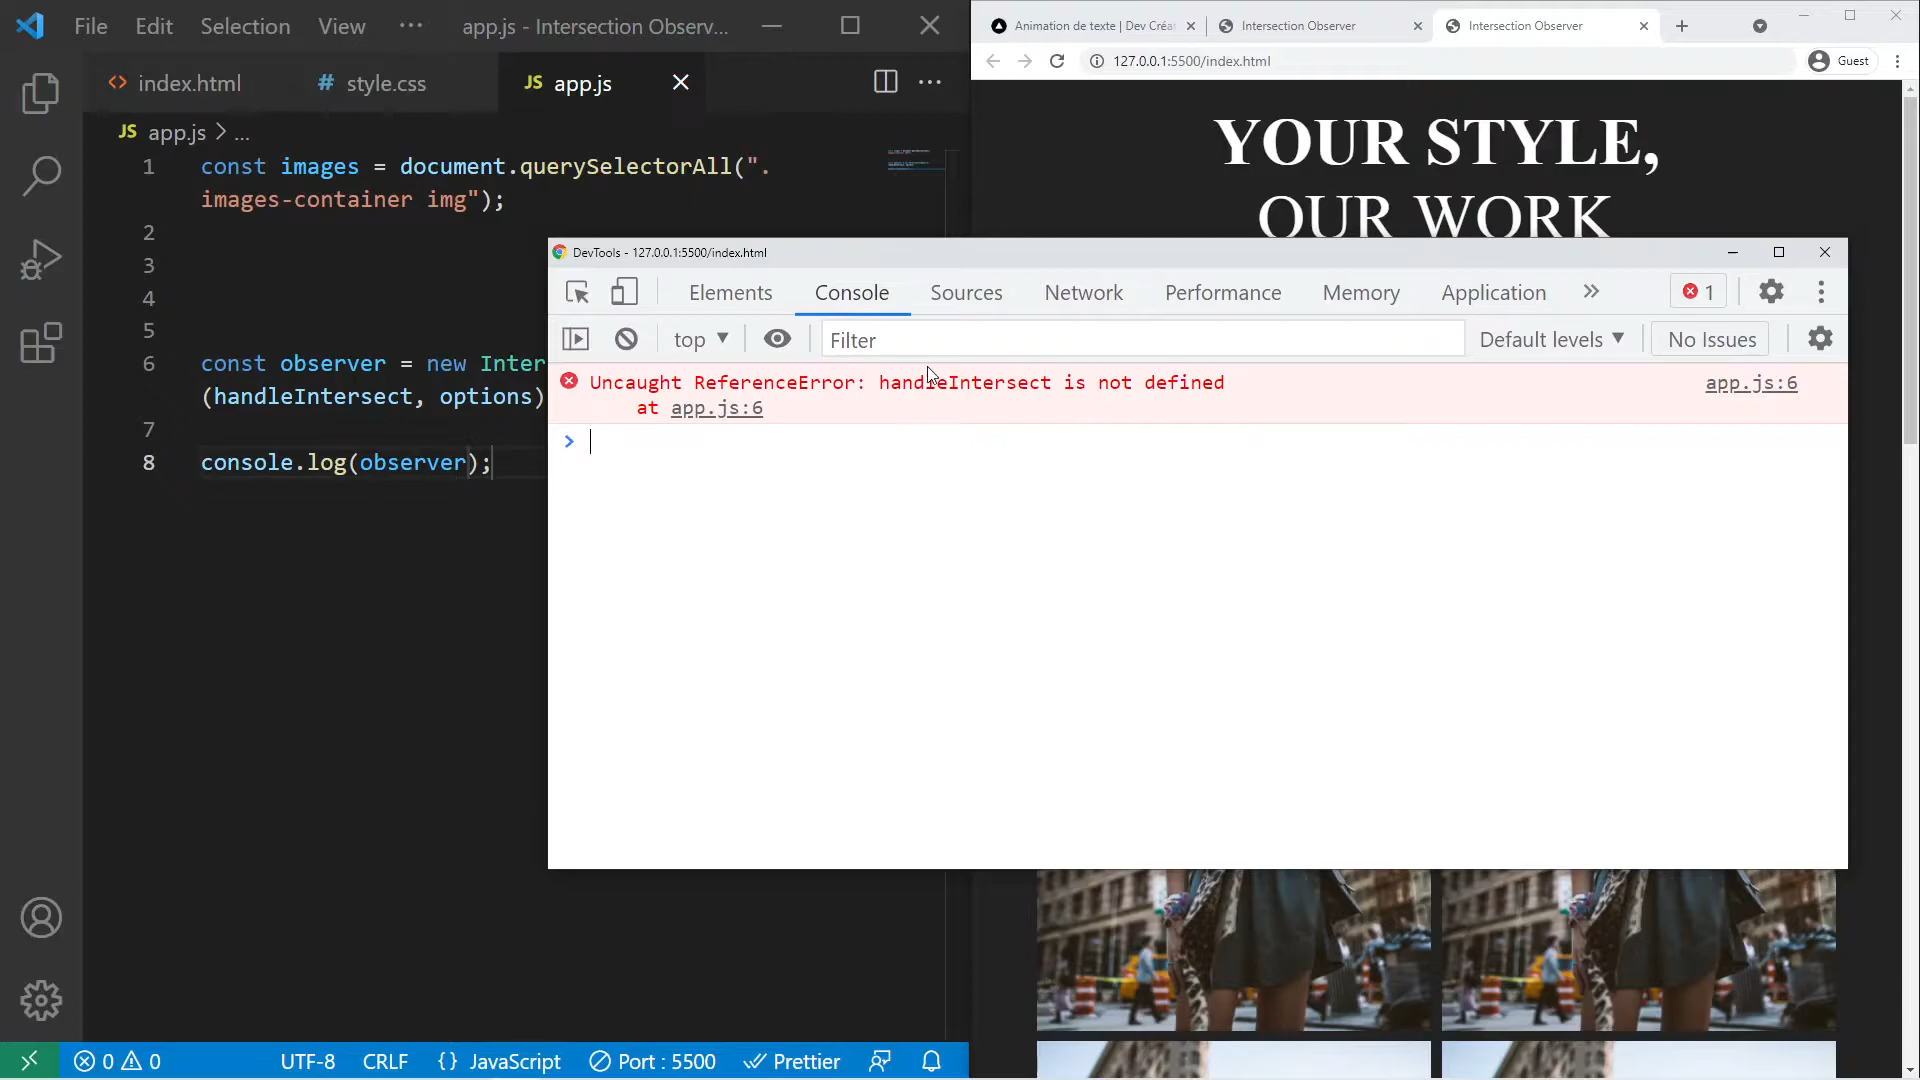 File Edit Selection View ··· app.js - Intersection Observ...
index.html style.css JS app.js
JS app.js > ...
1 const images = document.querySelectorAll(".
images-container img");
2
3
4
5
6 const observer = new Inter
(handleIntersect, options)
7
8 console.log(observer);
0 0 UTF-8 CRLF {} JavaScript Port : 5500 Prettier
Animation de texte | Dev Créa Intersection Observer Intersection Observer
127.0.0.1:5500/index.html Guest
YOUR STYLE,
OUR WORK
DevTools - 127.0.0.1:5500/index.html
Elements Console Sources Network Performance Memory Application » 1
top Filter Default levels No Issues
Uncaught ReferenceError: handleIntersect is not defined app.js:6
at app.js:6
>